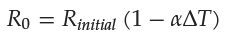 R₀ = R_initial (1 − αΔT)